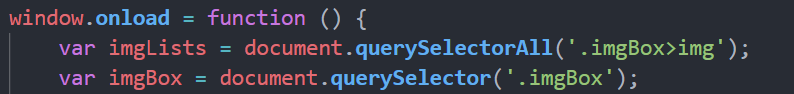 window.onload = function () {
    var imgLists = document.querySelectorAll('.imgBox>img');
    var imgBox = document.querySelector('.imgBox');